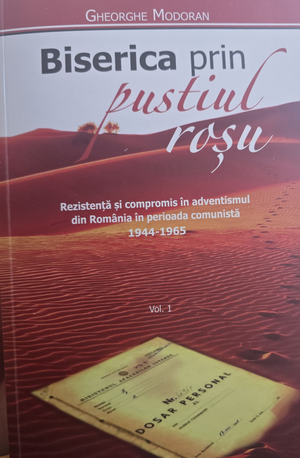 GHEORGHE MODORAN
Biserica prin
pustiul
roșu
Rezistență și compromis în adventismul
din România în perioada comunistă
1944-1965
Vol. 1
DOSAR PERSONAL